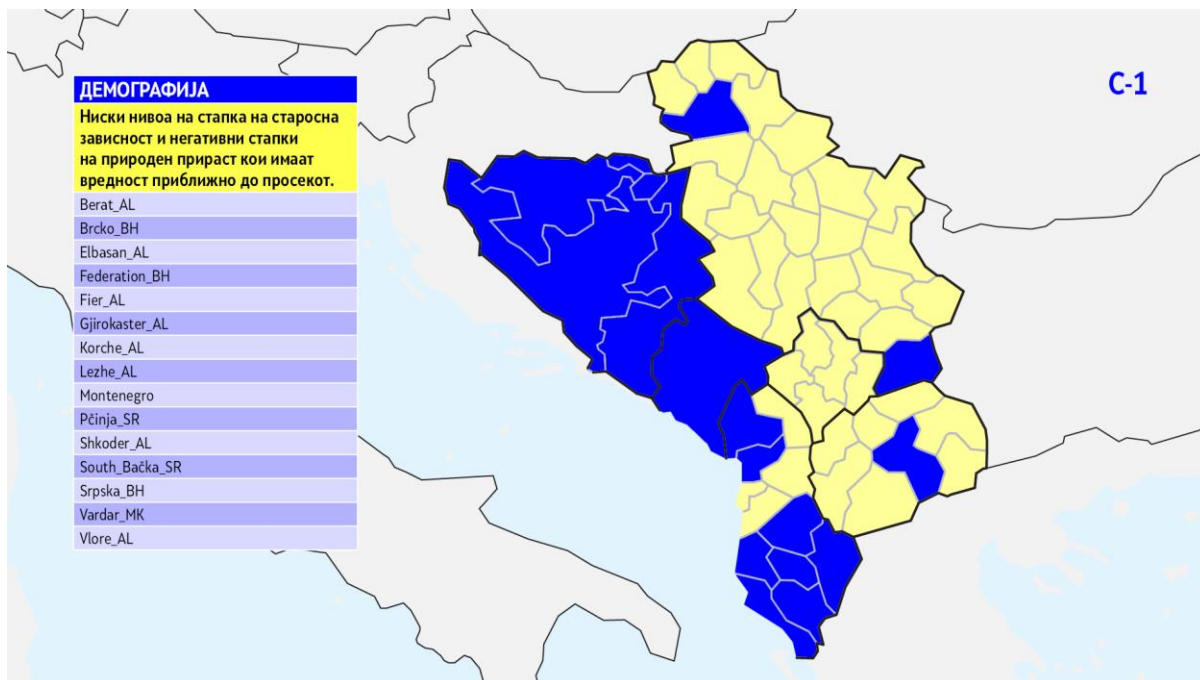 ДЕМОГРАФИЈА
Ниски нивоа на стапка на старосна
зависност и негативни стапки
на природен прираст кои имаат
вредност приближно до просекот.
Berat_AL
Brcko_BH
Elbasan_AL
Federation_BH
Fier_AL
Gjirokaster_AL
Korche_AL
Lezhe_AL
Montenegro
Pčinja_SR
Shkoder_AL
South_Bačka_SR
Srpska_BH
Vardar_MK
Vlore_AL
C-1